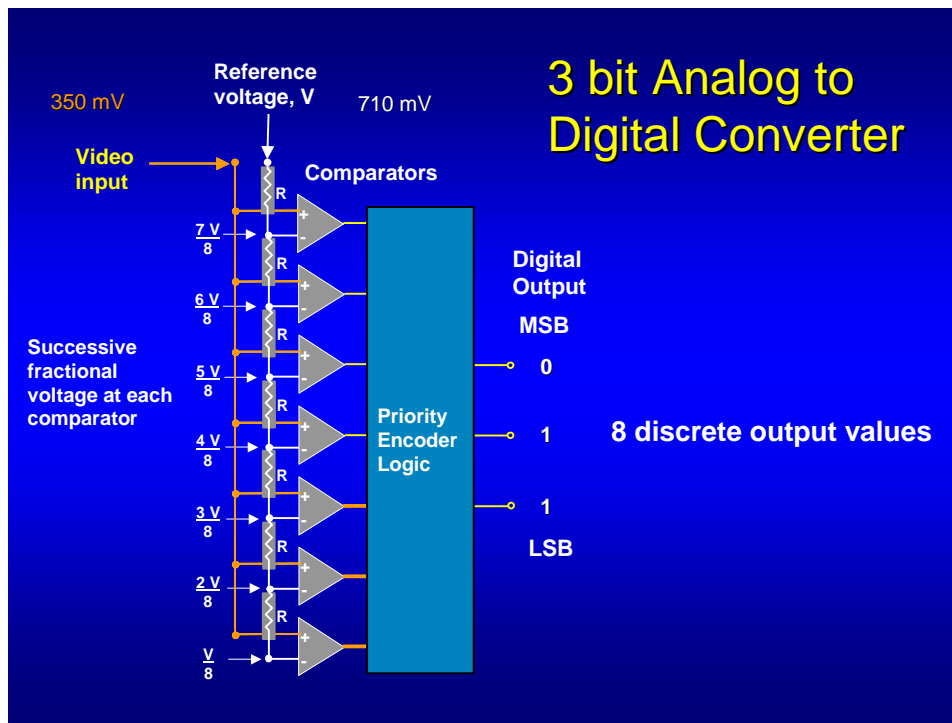 3 bit Analog to
Digital Converter
Reference
voltage, V
350 mV
710 mV
Video
input
Comparators
R
+
-
7 V
8
R
+
-
6 V
8
R
+
-
5 V
8
R
+
-
4 V
8
R
+
-
3 V
8
R
+
-
2 V
8
R
+
-
V
8
Successive
fractional
voltage at each
comparator
Priority
Encoder
Logic
Digital
Output
MSB
0
1
1
LSB
8 discrete output values